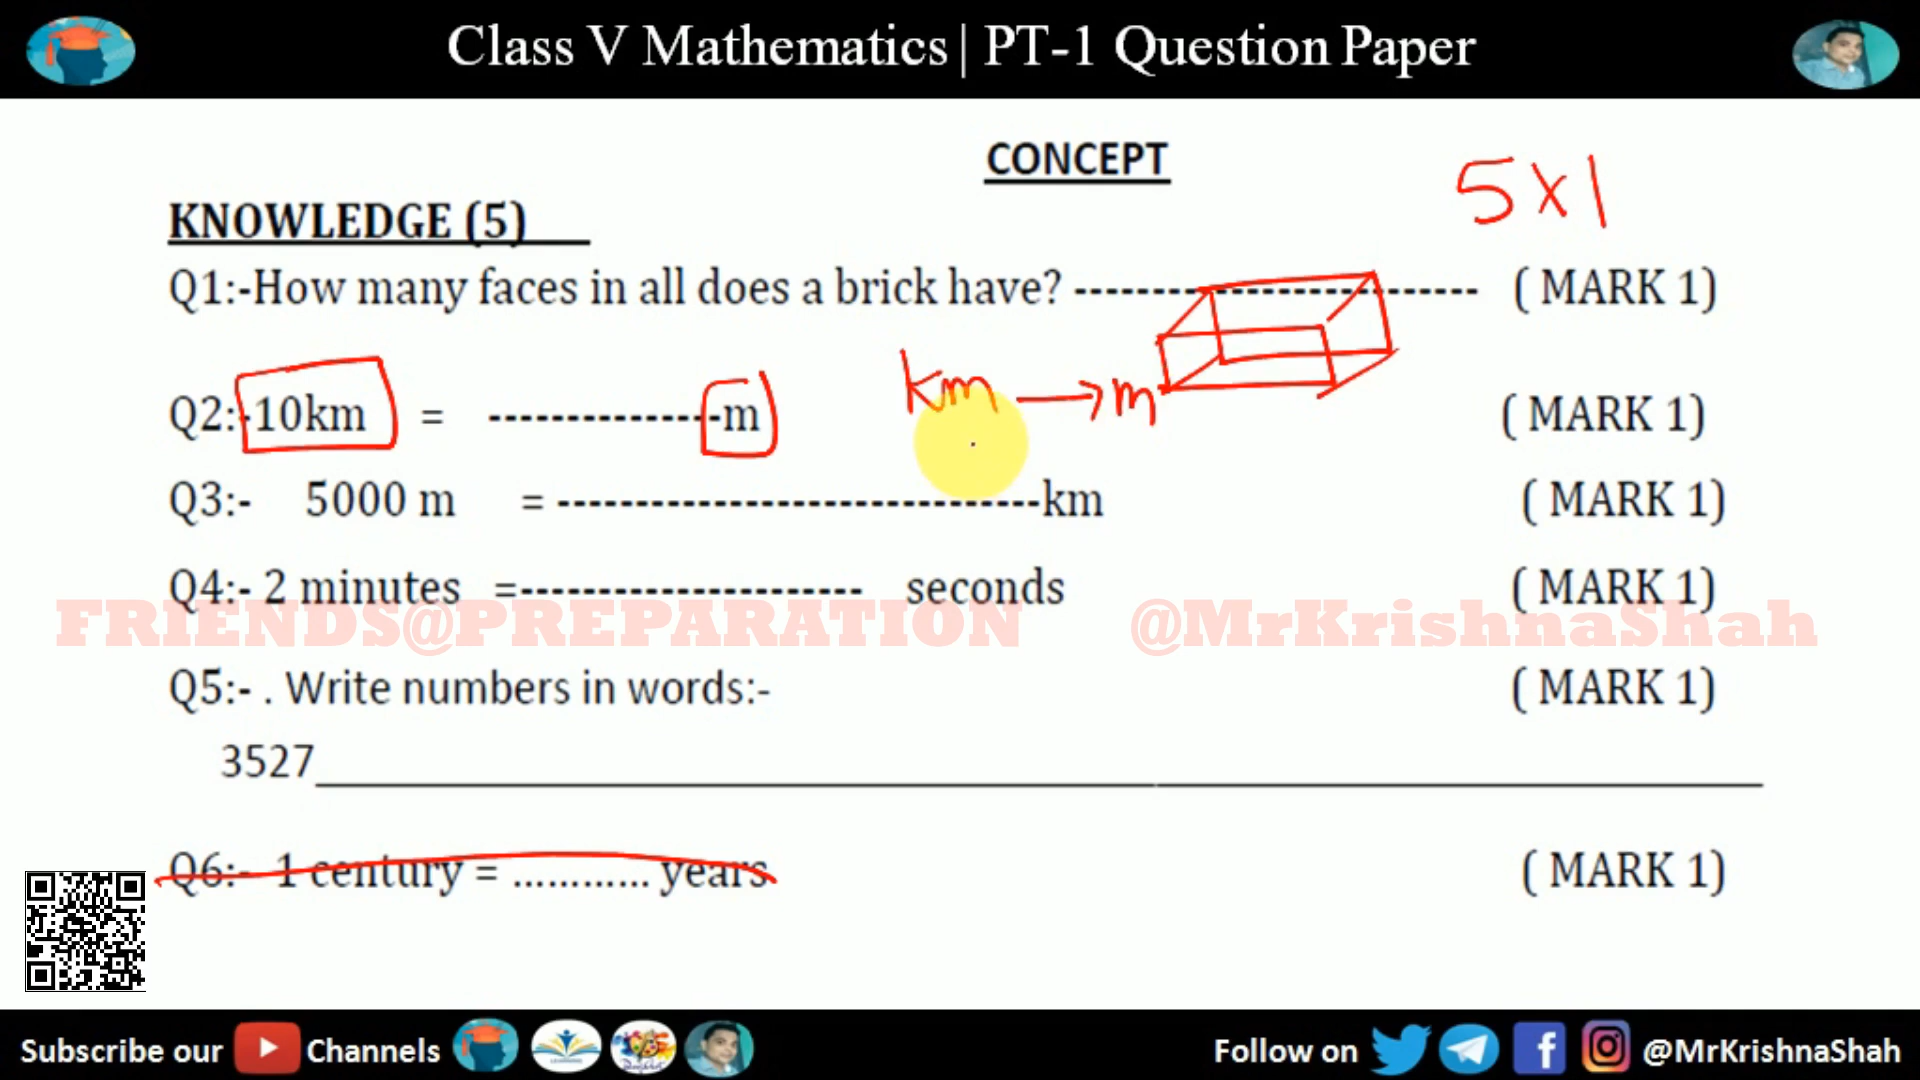 Class V Mathematics | PT-1 Question Paper
CONCEPT
5 x 1
KNOWLEDGE (5)
Q1:-How many faces in all does a brick have? --------------------------- ( MARK 1)
km → m
Q2:-10km = ----------------m ( MARK 1)
Q3:- 5000 m = --------------------------------km ( MARK 1)
Q4:- 2 minutes =----------------------- seconds ( MARK 1)
FRIENDS@PREPARATION @MrKrishnaShah
Q5:- . Write numbers in words:- ( MARK 1)
3527______________________________
Q6:- 1 century = ............ years ( MARK 1)
Subscribe our Channels Follow on @MrKrishnaShah